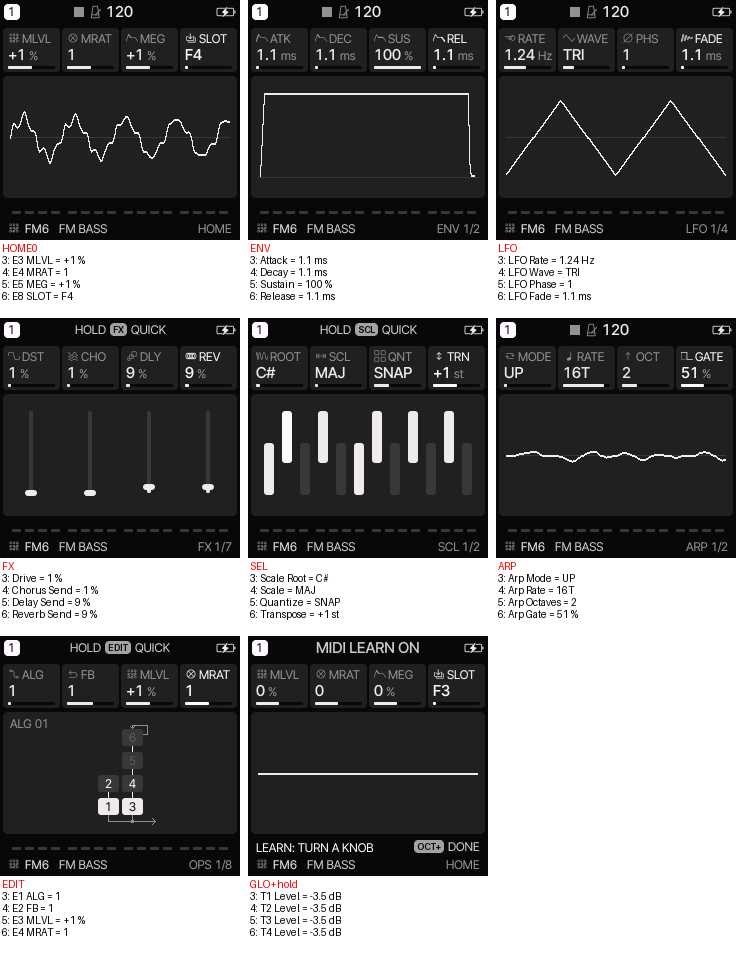 1 120
MLVL MRAT MEG SLOT
+1 % 1 +1 % F4
FM6 FM BASS HOME
HOME0
3: E3 MLVL = +1 %
4: E4 MRAT = 1
5: E5 MEG = +1 %
6: E8 SLOT = F4
1 120
ATK DEC SUS REL
1.1 ms 1.1 ms 100 % 1.1 ms
FM6 FM BASS ENV 1/2
ENV
3: Attack = 1.1 ms
4: Decay = 1.1 ms
5: Sustain = 100 %
6: Release = 1.1 ms
1 120
RATE WAVE PHS FADE
1.24 Hz TRI 1 1.1 ms
FM6 FM BASS LFO 1/4
LFO
3: LFO Rate = 1.24 Hz
4: LFO Wave = TRI
5: LFO Phase = 1
6: LFO Fade = 1.1 ms
1 HOLD FX QUICK
DST CHO DLY REV
1 % 1 % 9 % 9 %
FM6 FM BASS FX 1/7
FX
3: Drive = 1 %
4: Chorus Send = 1 %
5: Delay Send = 9 %
6: Reverb Send = 9 %
1 HOLD SCL QUICK
ROOT SCL QNT TRN
C# MAJ SNAP +1 st
FM6 FM BASS SCL 1/2
SEL
3: Scale Root = C#
4: Scale = MAJ
5: Quantize = SNAP
6: Transpose = +1 st
1 120
MODE RATE OCT GATE
UP 16T 2 51 %
FM6 FM BASS ARP 1/2
ARP
3: Arp Mode = UP
4: Arp Rate = 16T
5: Arp Octaves = 2
6: Arp Gate = 51 %
1 HOLD EDIT QUICK
ALG FB MLVL MRAT
1 1 +1 % 1
ALG 01
6
5
2 4
1 3
FM6 FM BASS OPS 1/8
EDIT
3: E1 ALG = 1
4: E2 FB = 1
5: E3 MLVL = +1 %
6: E4 MRAT = 1
1 MIDI LEARN ON
MLVL MRAT MEG SLOT
0 % 0 0 % F3
LEARN: TURN A KNOB OCT+ DONE
FM6 FM BASS HOME
GLO+hold
3: T1 Level = -3.5 dB
4: T2 Level = -3.5 dB
5: T3 Level = -3.5 dB
6: T4 Level = -3.5 dB